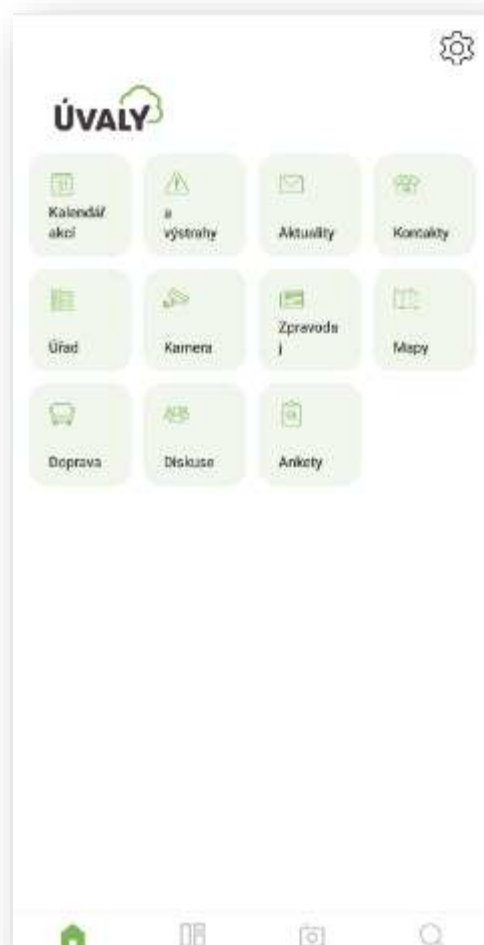 ÚVALY
Kalendář
akcí
a
výstrahy
Aktuality
Kontakty
Úřad
Kamera
Zpravoda
j
Mapy
Doprava
Diskuse
Ankety